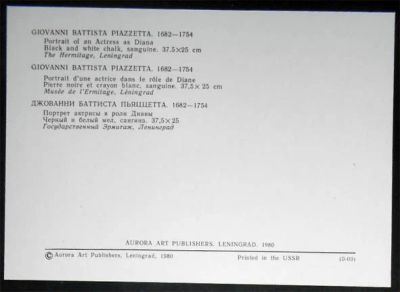 GIOVANNI BATTISTA PIAZZETTA. 1682—1754
Portrait of an Actress as Diana
Black and white chalk, sanguine. 37,5×25 cm
The Hermitage, Leningrad
GIOVANNI BATTISTA PIAZZETTA. 1682—1754
Portrait d'une actrice dans le rôle de Diane
Pierre noire et crayon blanc, sanguine. 37,5×25 cm
Musée de l'Ermitage, Léningrad
ДЖОВАННИ БАТТИСТА ПЬЯЦЦЕТТА. 1682—1754
Портрет актрисы в роли Дианы
Черный и белый мел, сангина. 37,5×25
Государственный Эрмитаж, Ленинград
AURORA ART PUBLISHERS, LENINGRAD. 1980
© Aurora Art Publishers, Leningrad, 1980 Printed in the USSR